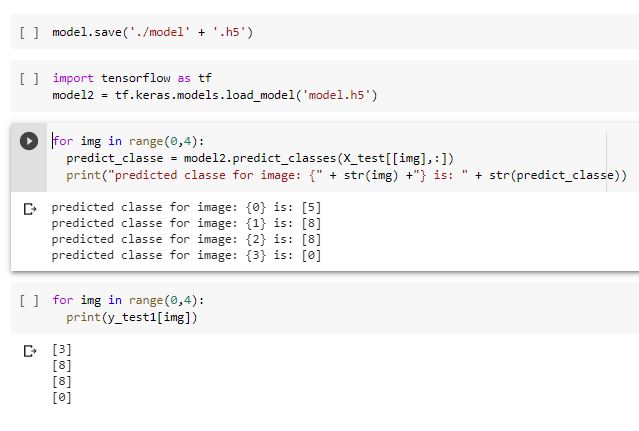 [ ] model.save('./model' + '.h5')
[ ] import tensorflow as tf
model2 = tf.keras.models.load_model('model.h5')
for img in range(0,4):
predict_classe = model2.predict_classes(X_test[[img],:])
print("predicted classe for image: {" + str(img) +"} is: " + str(predict_classe))
predicted classe for image: {0} is: [5]
predicted classe for image: {1} is: [8]
predicted classe for image: {2} is: [8]
predicted classe for image: {3} is: [0]
[ ] for img in range(0,4):
print(y_test1[img])
[3]
[8]
[8]
[0]